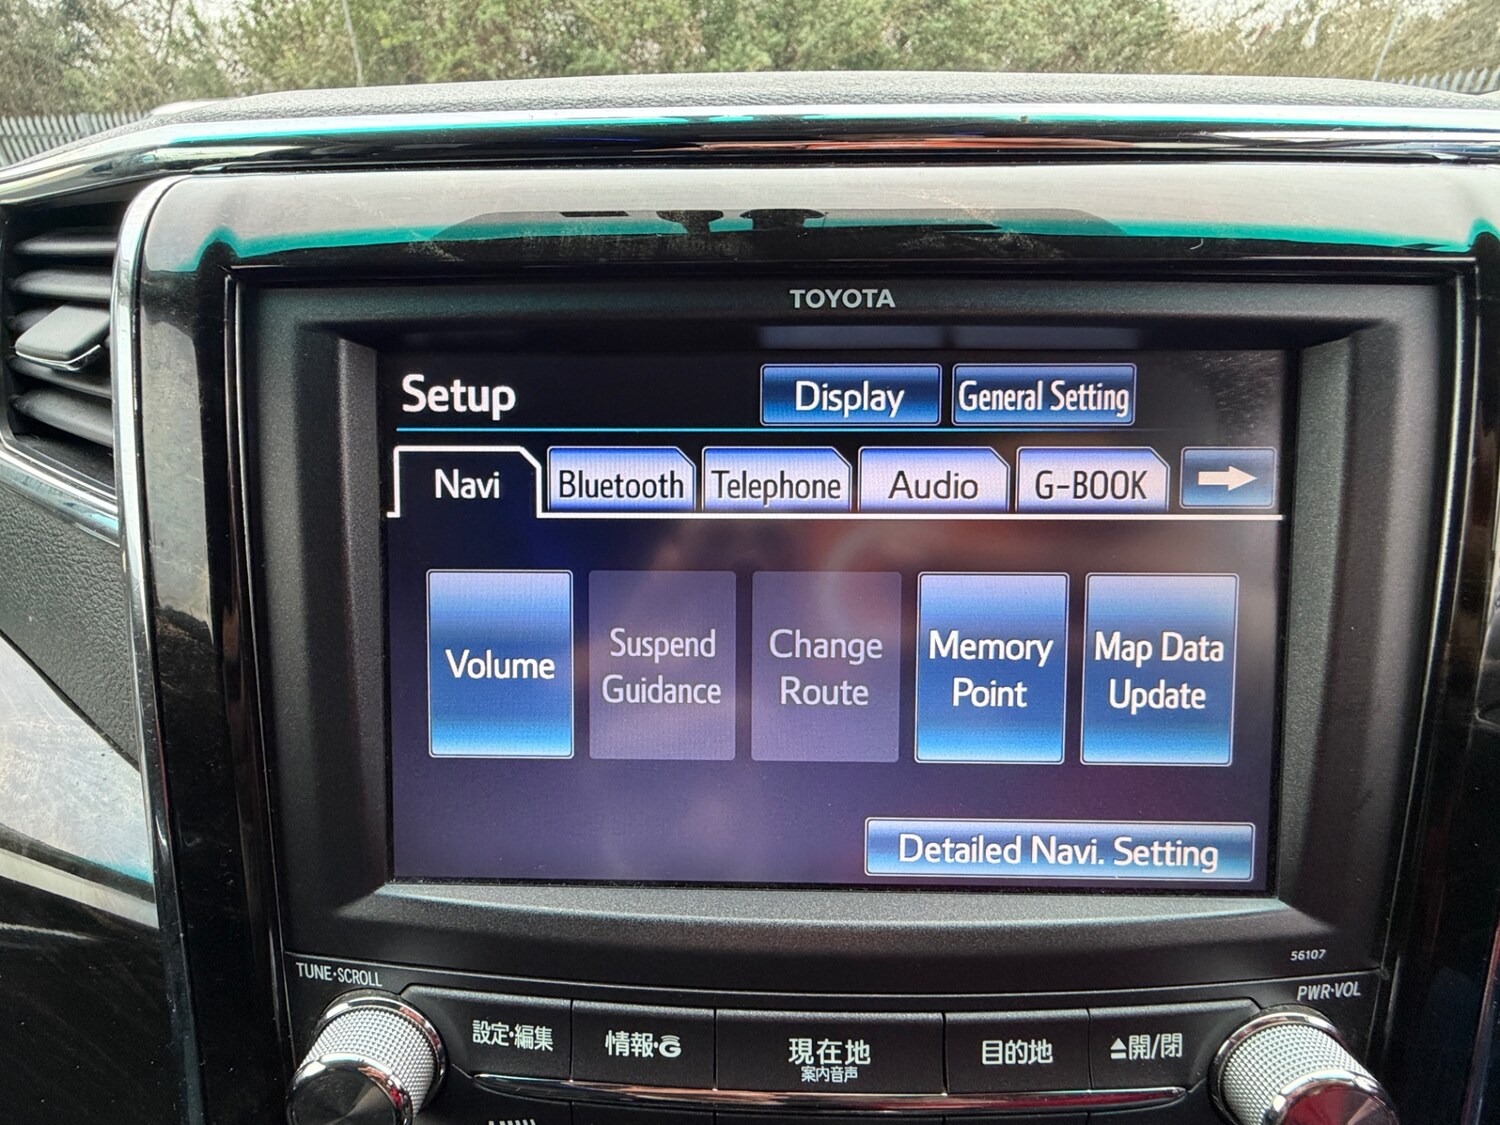 TOYOTA
Setup
Display
General Setting
Navi
Bluetooth
Telephone
Audio
G-BOOK
Volume
Suspend
Guidance
Change
Route
Memory
Point
Map Data
Update
Detailed Navi. Setting
56107
TUNE･SCROLL
PWR･VOL
設定･編集
情報･G
現在地
案内音声
目的地
開/閉